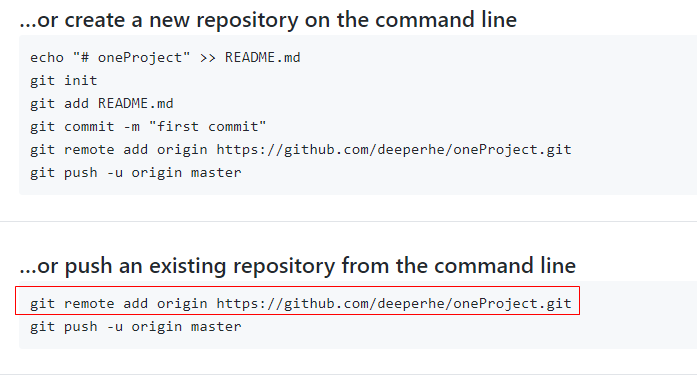 …or create a new repository on the command line
echo "# oneProject" >> README.md
git init
git add README.md
git commit -m "first commit"
git remote add origin https://github.com/deeperhe/oneProject.git
git push -u origin master
…or push an existing repository from the command line
git remote add origin https://github.com/deeperhe/oneProject.git
git push -u origin master